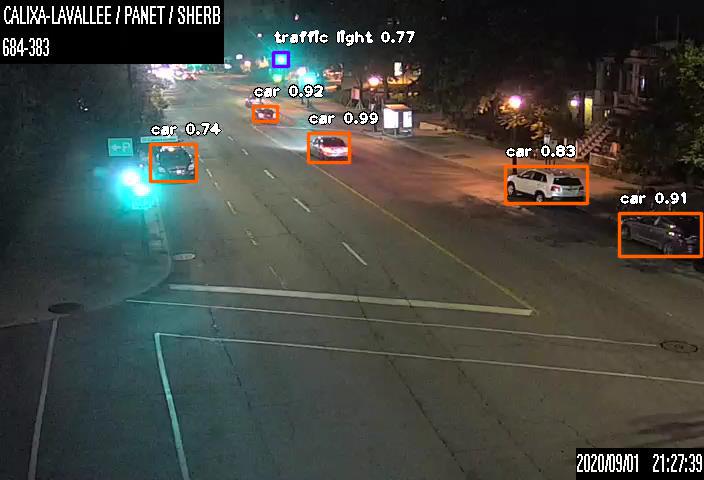 CALIXA-LAVALLEE / PANET / SHERB
684-383
traffic light 0.77
car 0.92
car 0.99
car 0.74
car 0.83
car 0.91
←P
2020/09/01 21:27:39